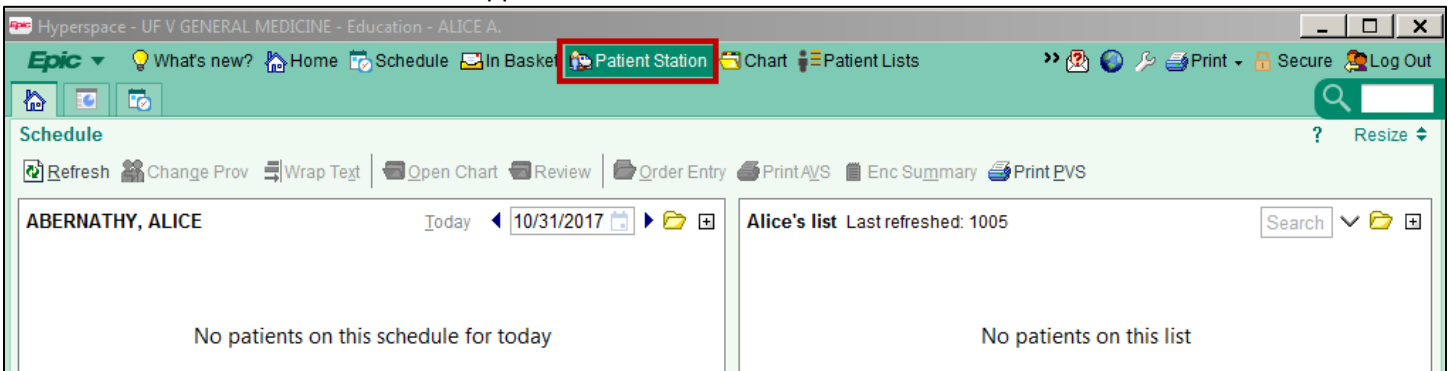 Hyperspace - UF V GENERAL MEDICINE - Education - ALICE A.
Epic What's new? Home Schedule In Basket Patient Station Chart Patient Lists Print Secure Log Out
Schedule ? Resize
Refresh Change Prov Wrap Text Open Chart Review Order Entry Print AVS Enc Summary Print PVS
ABERNATHY, ALICE Today 10/31/2017 Alice's list Last refreshed: 1005 Search
No patients on this schedule for today No patients on this list